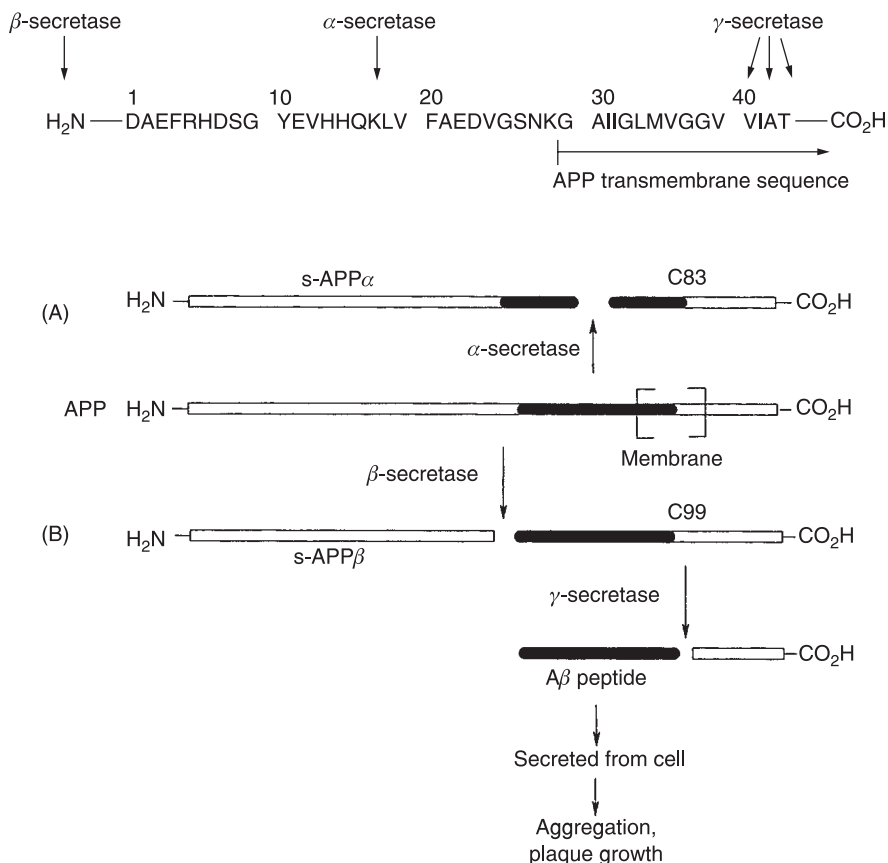 β-secretase α-secretase γ-secretase
1 10 20 30 40
H₂N DAEFRHDSG YEVHHQKLV FAEDVGSNKG AIIGLMVGGV VIAT CO₂H
APP transmembrane sequence
s-APPα C83
(A) H₂N CO₂H
α-secretase
APP H₂N CO₂H
Membrane
β-secretase
C99
(B) H₂N CO₂H
s-APPβ
γ-secretase
CO₂H
Aβ peptide
Secreted from cell
Aggregation,
plaque growth